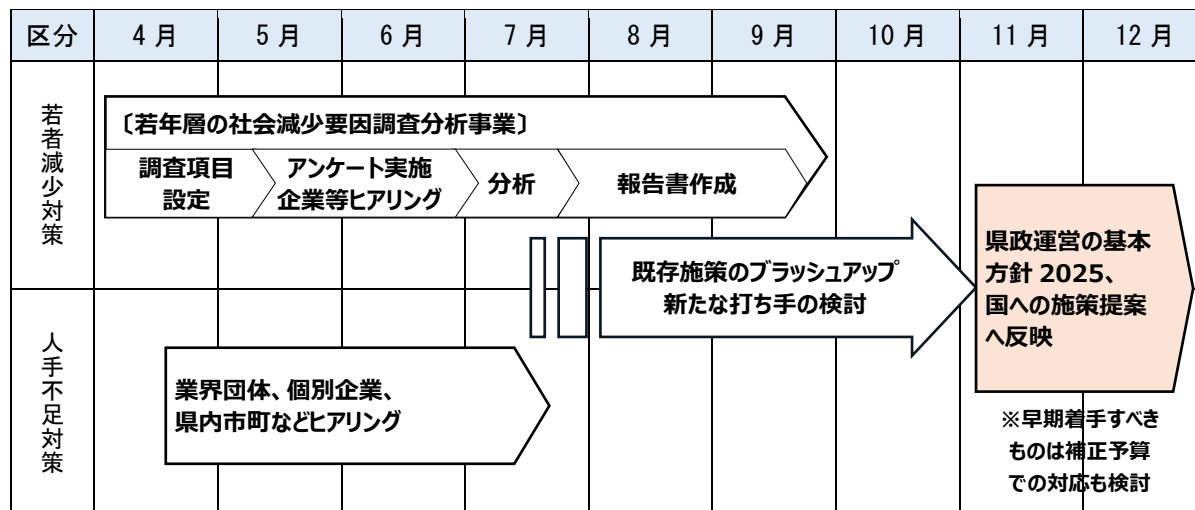 区分 4月 5月 6月 7月 8月 9月 10月 11月 12月
若者減少対策
〔若年層の社会減少要因調査分析事業〕
調査項目
設定
アンケート実施
企業等ヒアリング
分析
報告書作成
既存施策のブラッシュアップ
新たな打ち手の検討
県政運営の基本
方針 2025、
国への施策提案
へ反映
人手不足対策
業界団体、個別企業、
県内市町などヒアリング
※早期着手すべき
ものは補正予算
での対応も検討